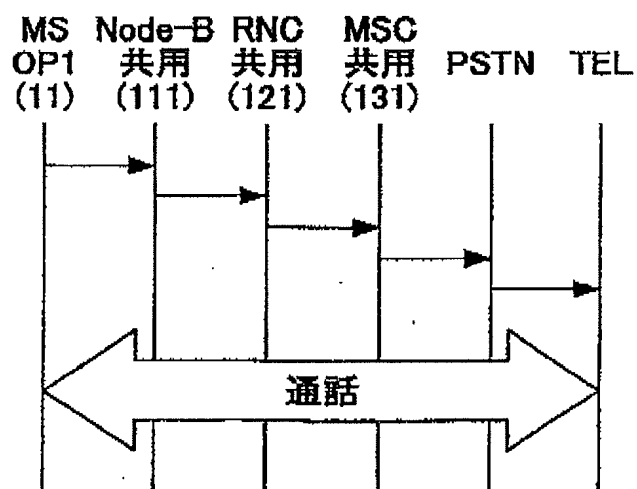 MS Node-B RNC MSC
OP1 共用 共用 共用 PSTN TEL
(11) (111) (121) (131)
通話